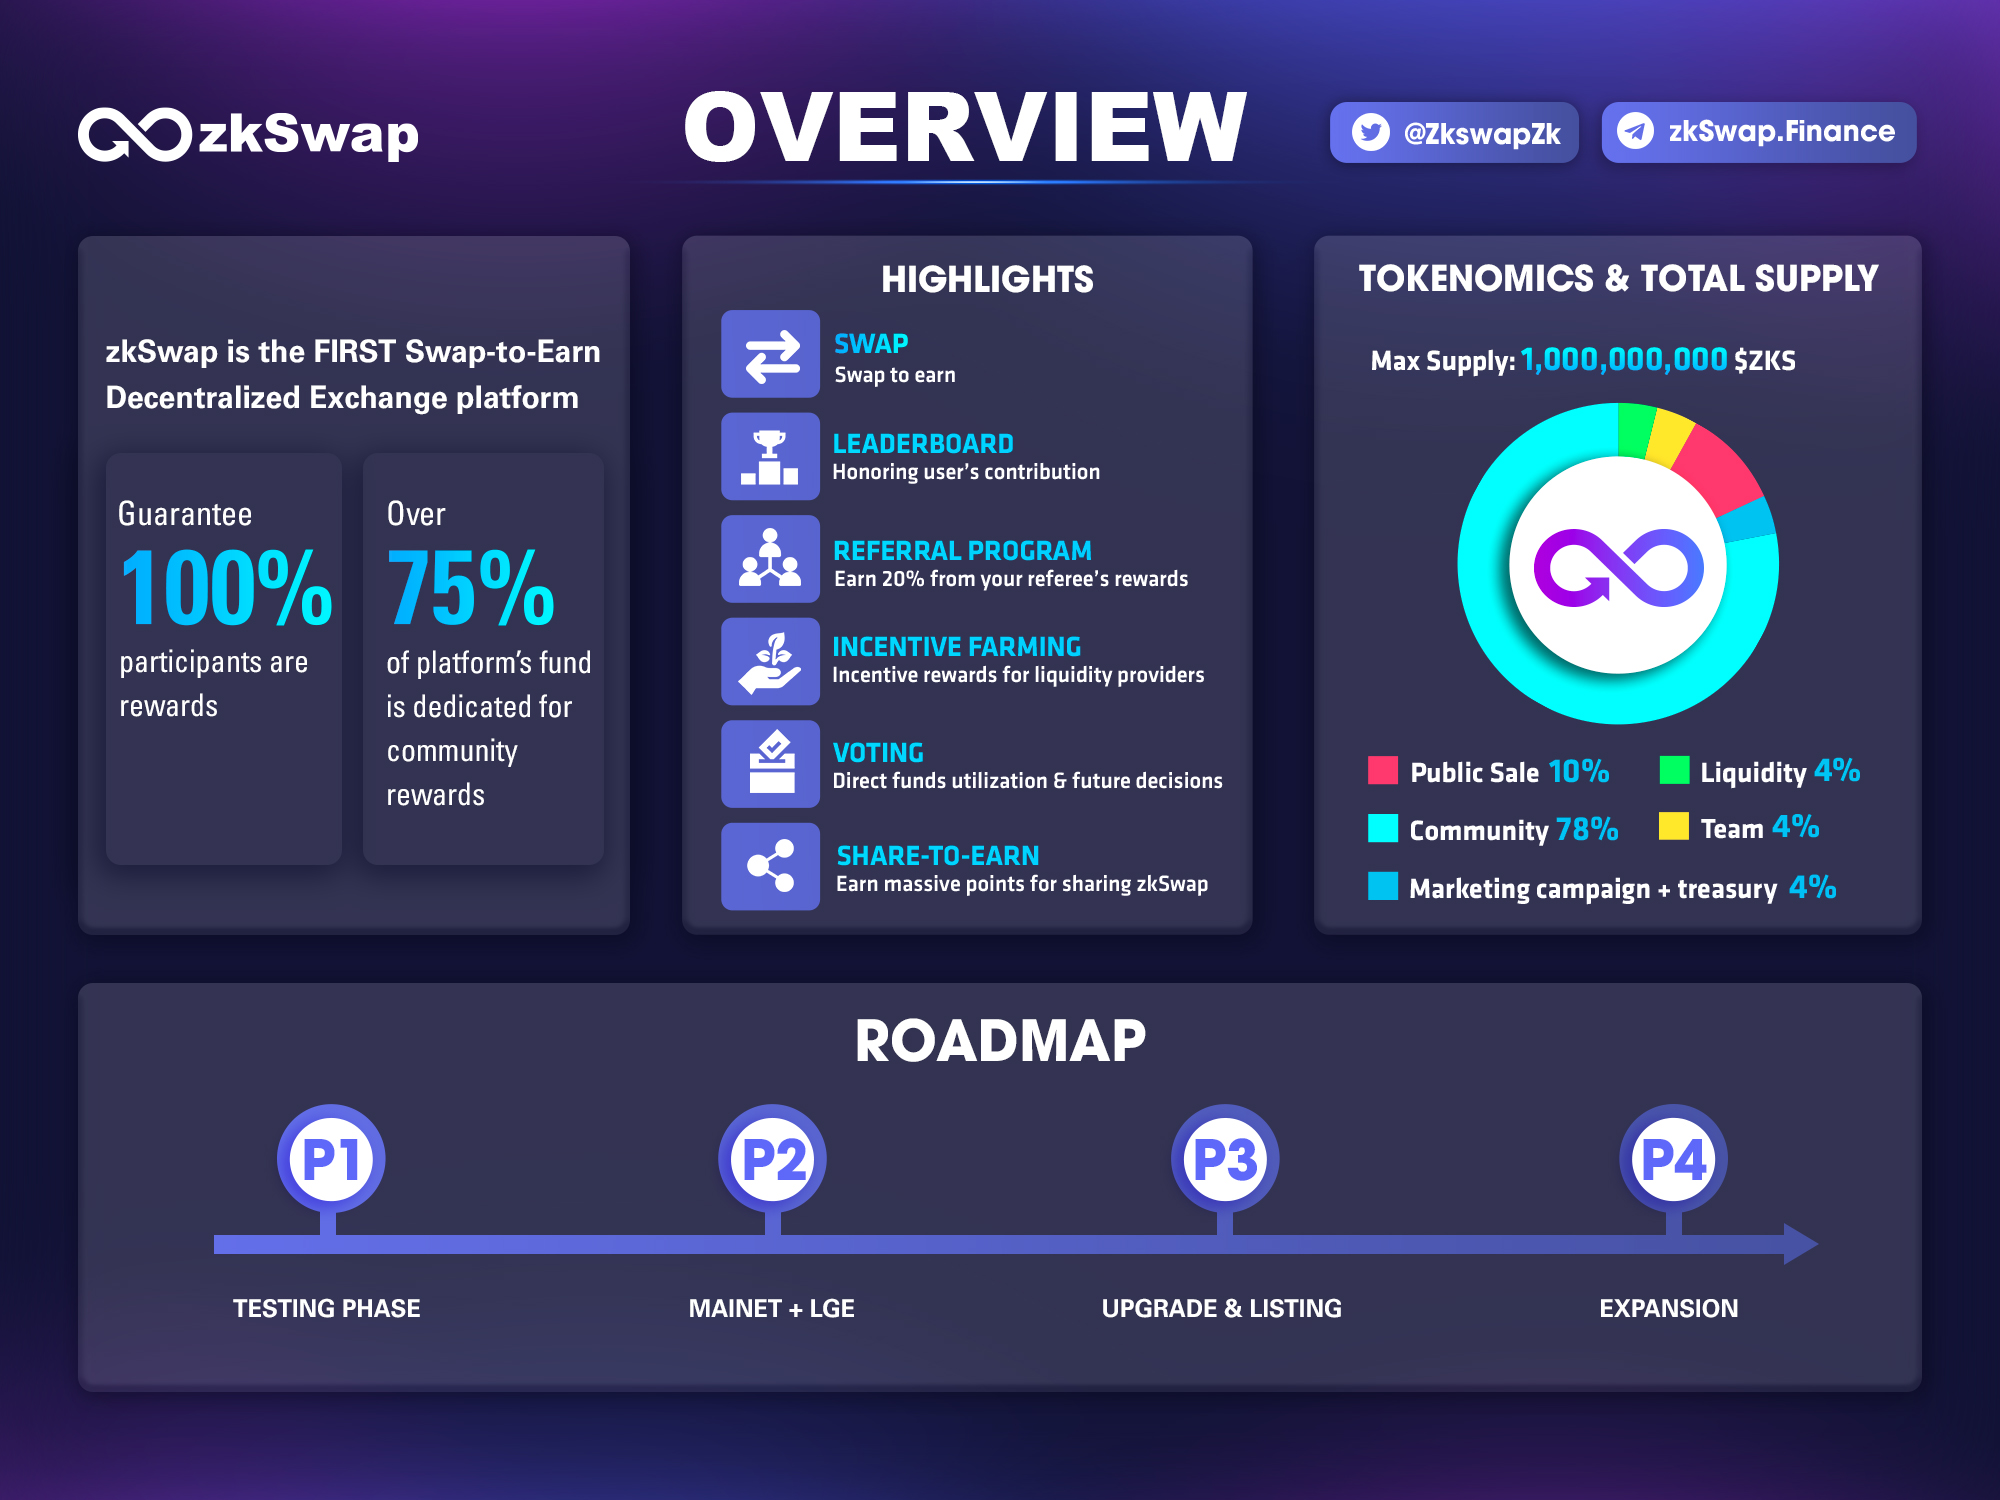 zkSwap
OVERVIEW
@ZkswapZk
zkSwap.Finance
zkSwap is the FIRST Swap-to-Earn
Decentralized Exchange platform
Guarantee
100%
participants are
rewards
Over
75%
of platform's fund
is dedicated for
community
rewards
HIGHLIGHTS
SWAP
Swap to earn
LEADERBOARD
Honoring user's contribution
REFERRAL PROGRAM
Earn 20% from your referee's rewards
INCENTIVE FARMING
Incentive rewards for liquidity providers
VOTING
Direct funds utilization & future decisions
SHARE-TO-EARN
Earn massive points for sharing zkSwap
TOKENOMICS & TOTAL SUPPLY
Max Supply: 1,000,000,000 $ZKS
Public Sale 10%
Liquidity 4%
Community 78%
Team 4%
Marketing campaign + treasury 4%
ROADMAP
P1
P2
P3
P4
TESTING PHASE
MAINET + LGE
UPGRADE & LISTING
EXPANSION